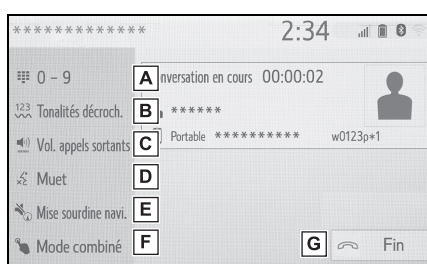 ************* 2:34
0 - 9 A nversation en cours 00:00:02
123 Tonalités décroch. B ******
Vol. appels sortants C Portable ********** w0123p*1
Muet D
Mise sourdine navi. E
Mode combiné F G Fin